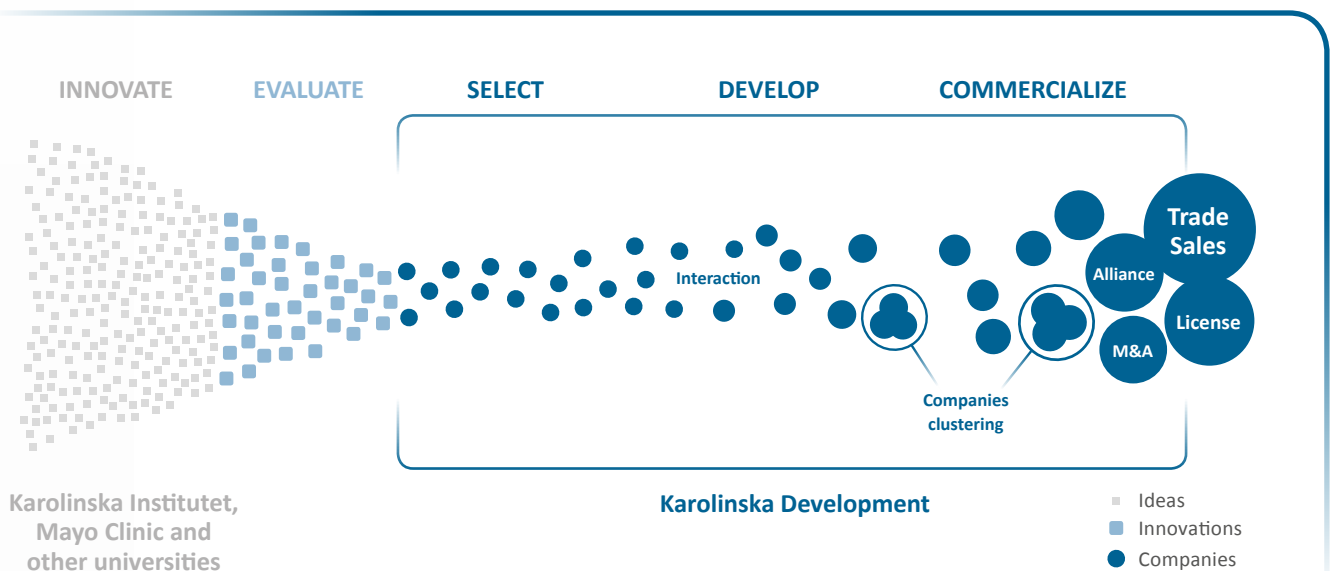 INNOVATE
EVALUATE
SELECT
DEVELOP
COMMERCIALIZE
Trade
Sales
Alliance
Interaction
License
M&A
Companies
clustering
Karolinska Institutet,
Mayo Clinic and
other universities
Karolinska Development
Ideas
Innovations
Companies